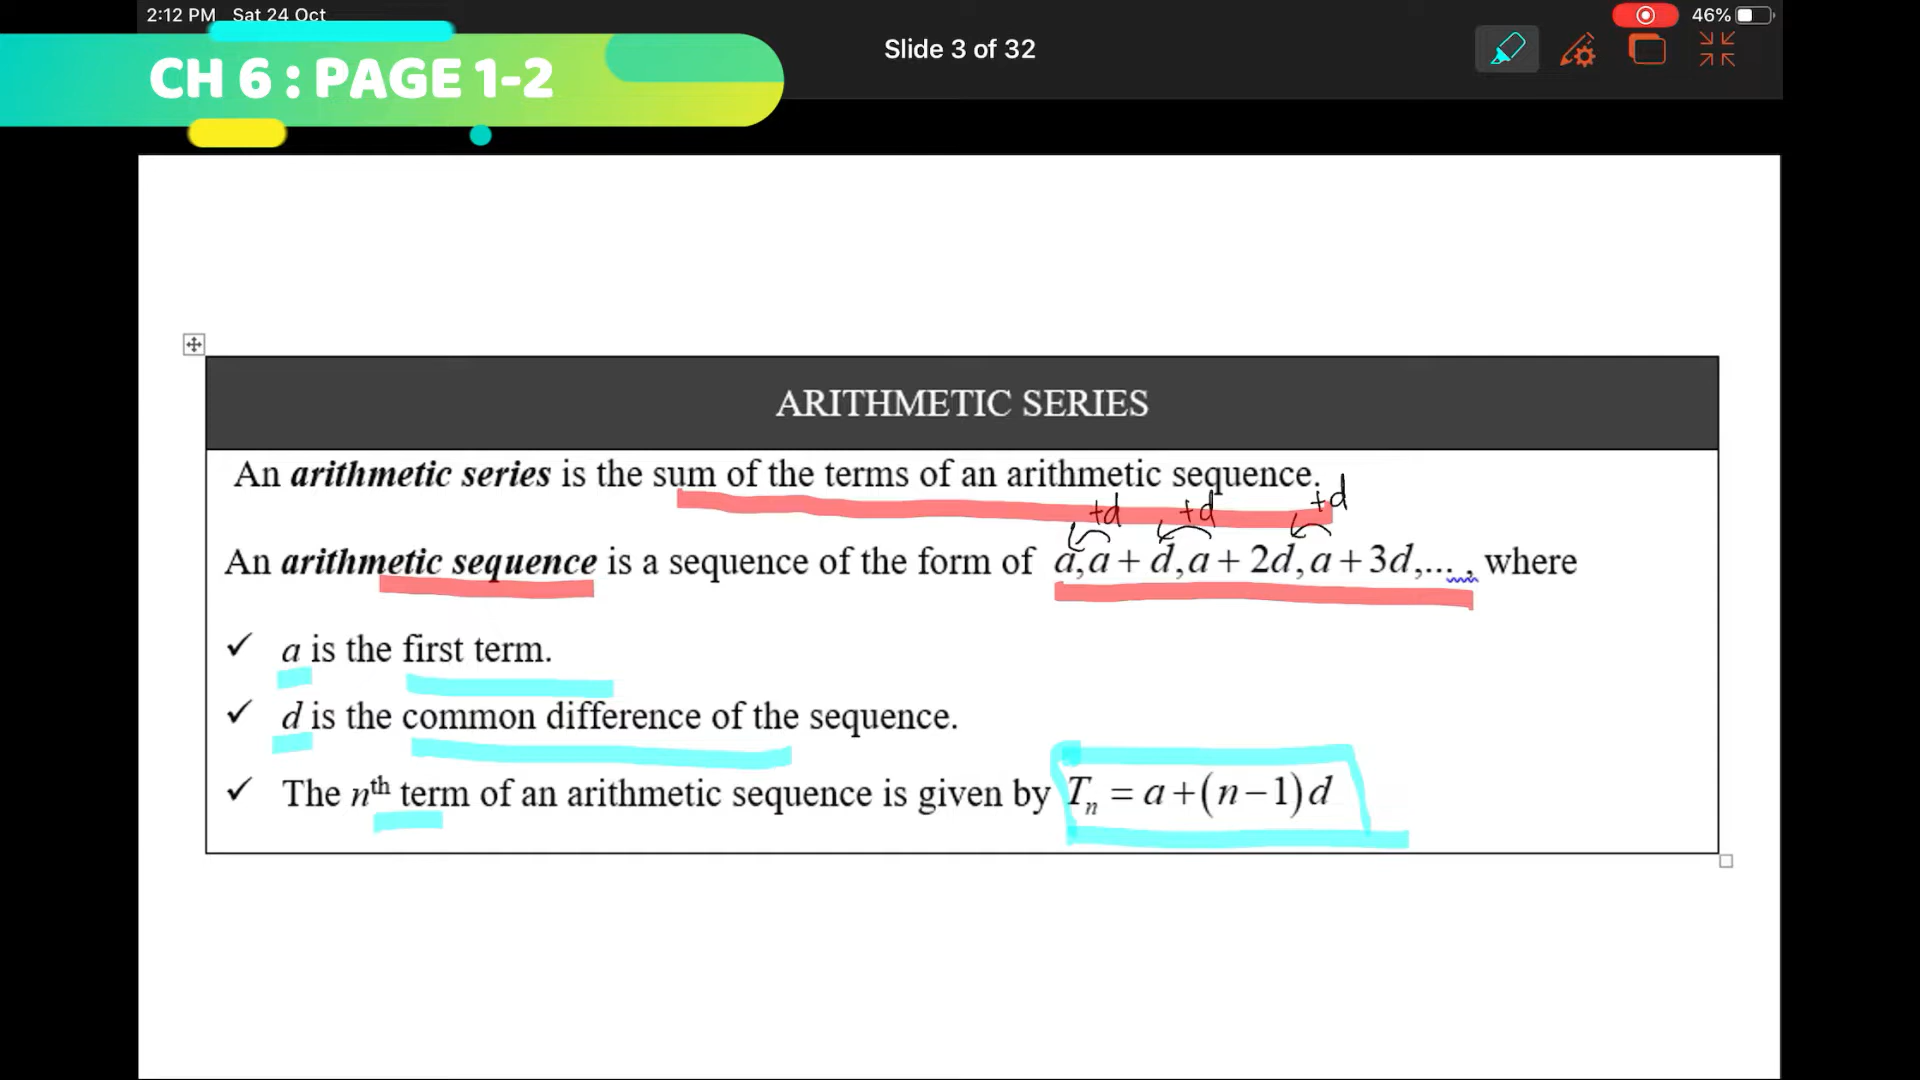 2:12 PM Sat 24 Oct
46%
Slide 3 of 32
CH 6 : PAGE 1-2
ARITHMETIC SERIES
An arithmetic series is the sum of the terms of an arithmetic sequence.
+d +d +d
An arithmetic sequence is a sequence of the form of a, a + d, a + 2d, a + 3d,... , where
✓ a is the first term.
✓ d is the common difference of the sequence.
✓ The nth term of an arithmetic sequence is given by Tn = a + (n − 1) d